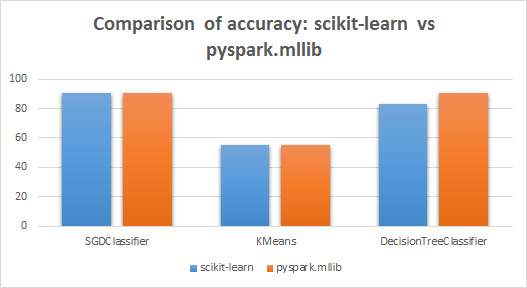 Comparison of accuracy: scikit-learn vs
pyspark.mllib
100
80
60
40
20
0
SGDClassifier KMeans DecisionTreeClassifier
scikit-learn pyspark.mllib